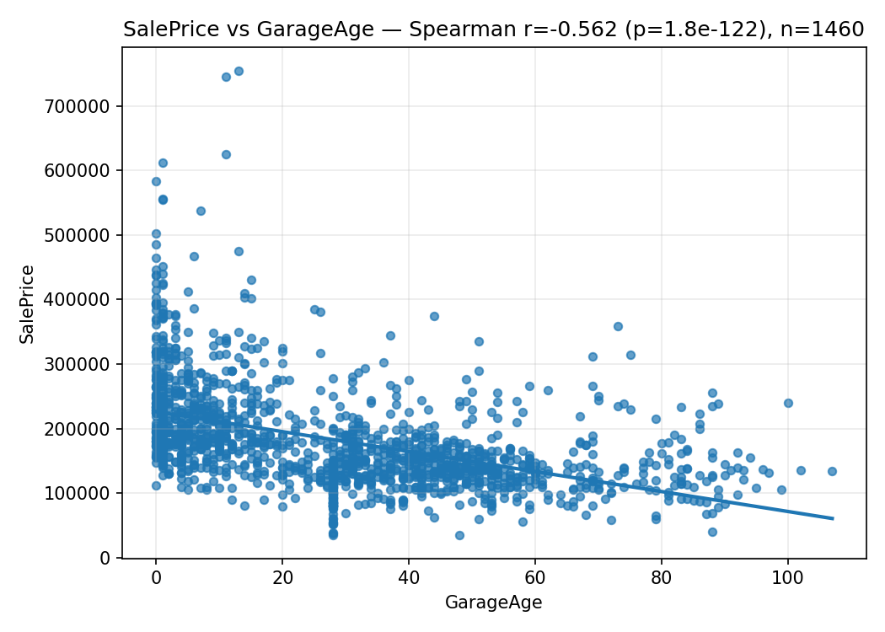 SalePrice vs GarageAge — Spearman r=-0.562 (p=1.8e-122), n=1460
SalePrice
700000
600000
500000
400000
300000
200000
100000
0
0 20 40 60 80 100
GarageAge